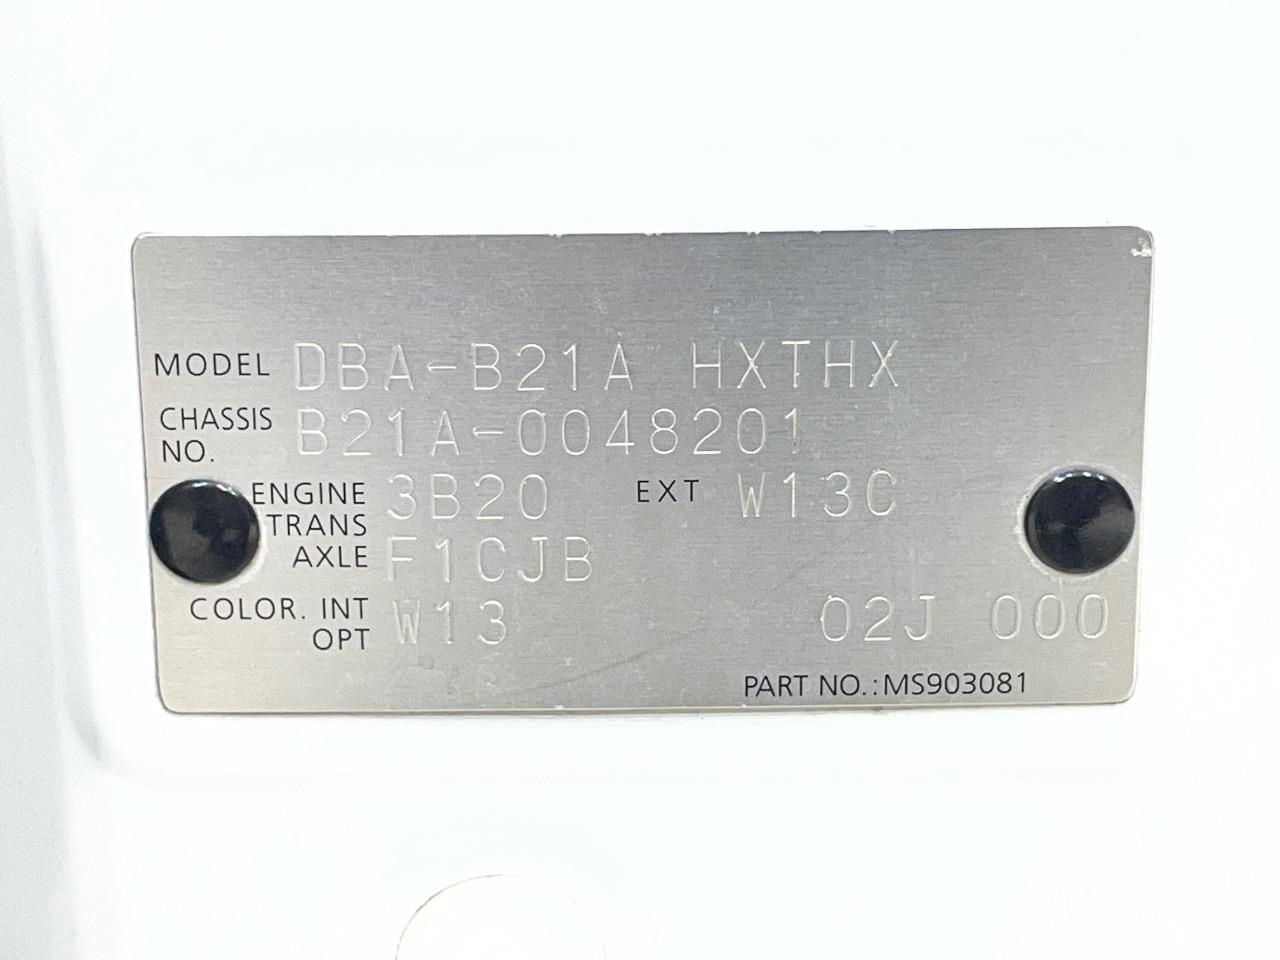 MODEL DBA-B21A HXTHX
CHASSIS NO. B21A-0048201
ENGINE 3B20 EXT W13C
TRANS AXLE F1CJB
COLOR. INT OPT W13 02J 000
PART NO.:MS903081